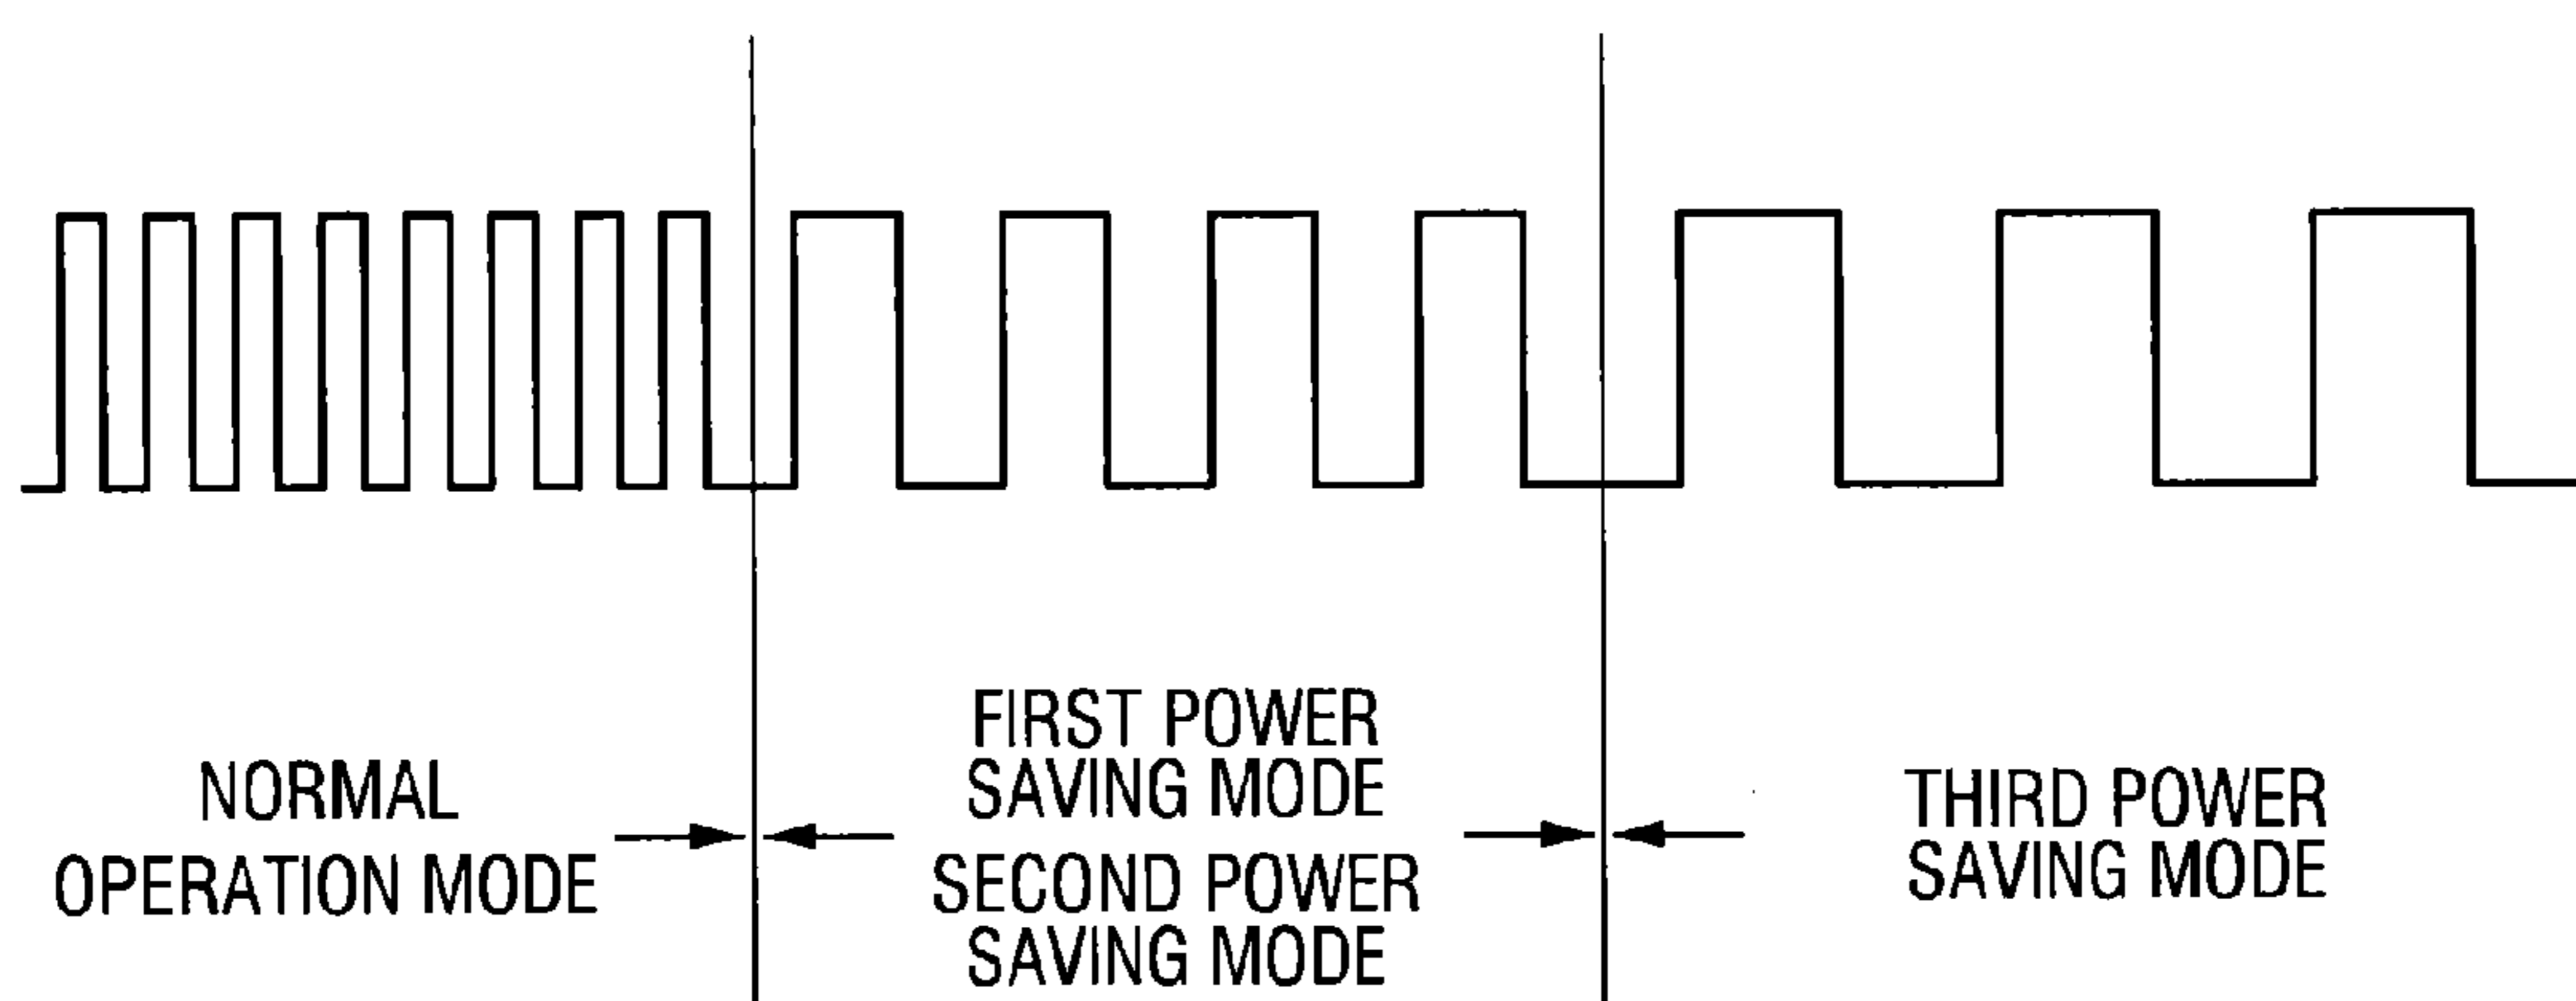 NORMAL
OPERATION MODE
FIRST POWER
SAVING MODE
SECOND POWER
SAVING MODE
THIRD POWER
SAVING MODE